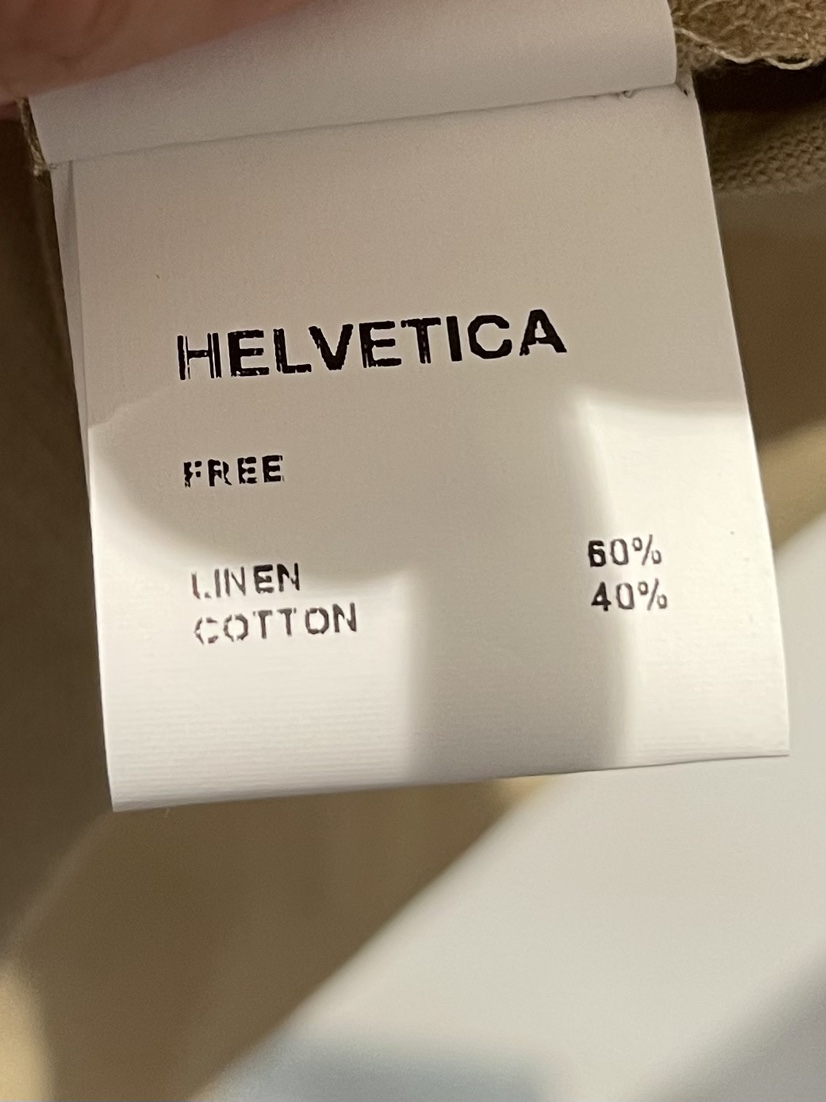 HELVETICA
FREE
LINEN 60%
COTTON 40%